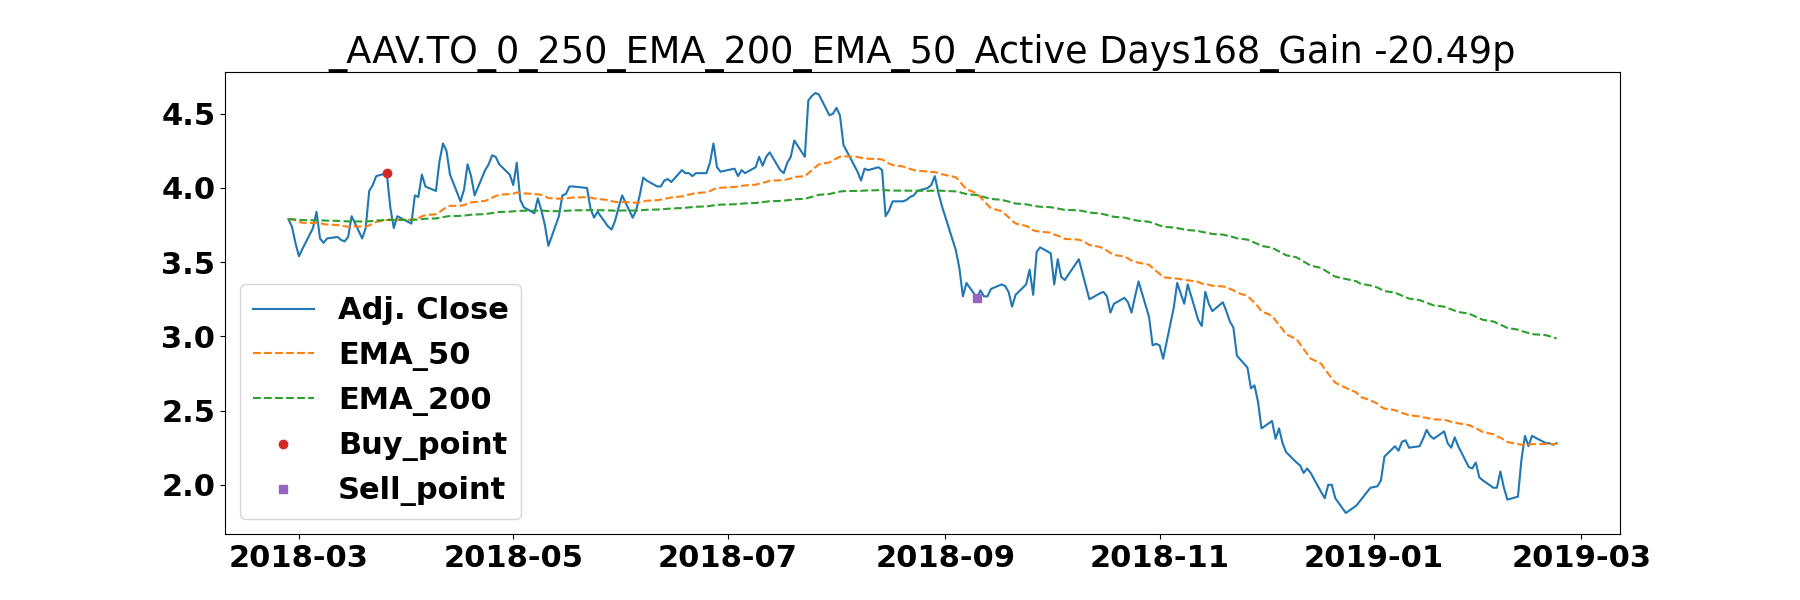 _AAV.TO_0_250_EMA_200_EMA_50_Active Days168_Gain -20.49p
4.5
4.0
3.5
3.0
2.5
2.0
Adj. Close
EMA_50
EMA_200
Buy_point
Sell_point
2018-03 2018-05 2018-07 2018-09 2018-11 2019-01 2019-03